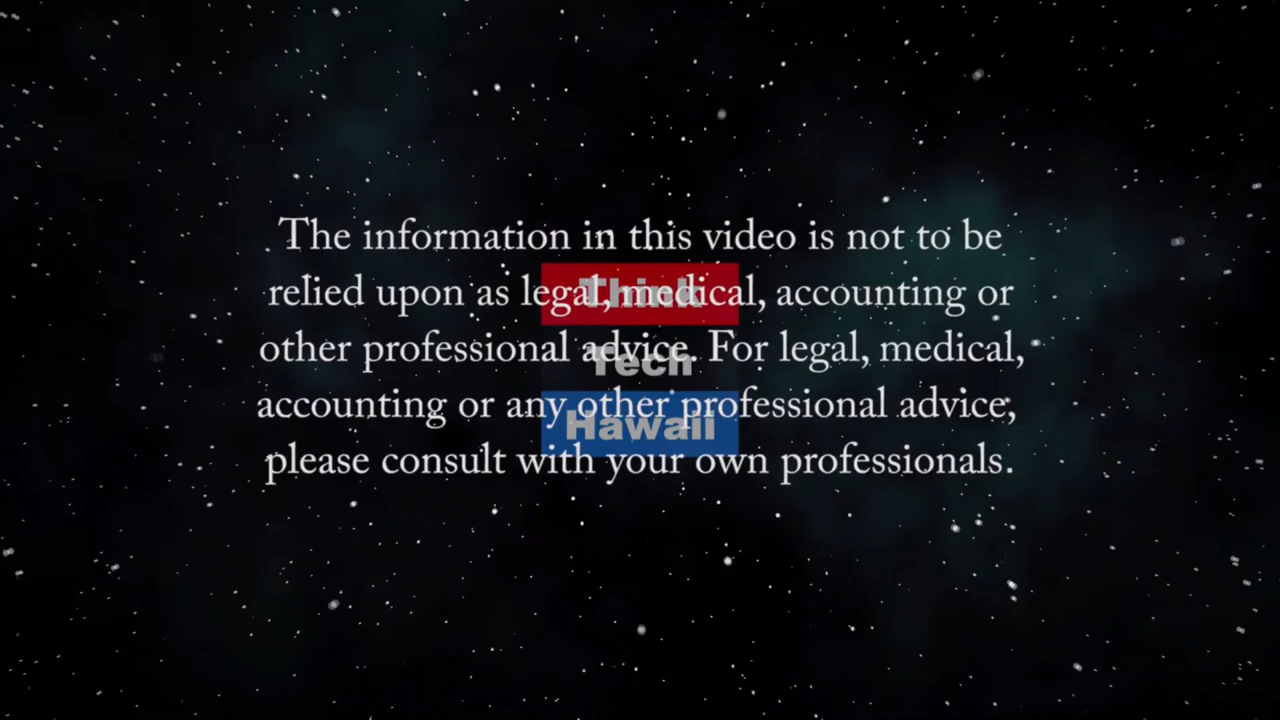 The information in this video is not to be
relied upon as legal, medical, accounting or
other professional advice. For legal, medical,
accounting or any other professional advice,
please consult with your own professionals.
Think
Tech
Hawaii